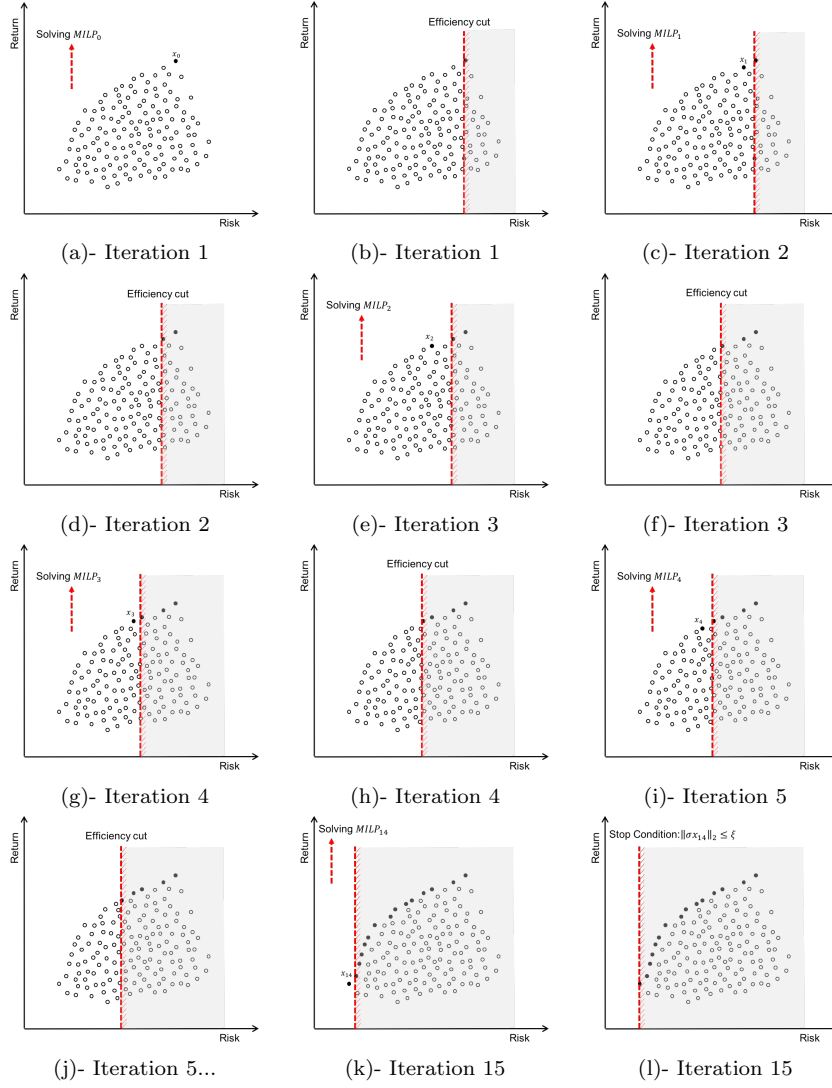 Return
Solving MILP₀
x₀
Risk
(a)- Iteration 1
Return
Efficiency cut
Risk
(b)- Iteration 1
Return
Solving MILP₁
x₁
Risk
(c)- Iteration 2
Return
Efficiency cut
Risk
(d)- Iteration 2
Return
Solving MILP₂
x₂
Risk
(e)- Iteration 3
Return
Efficiency cut
Risk
(f)- Iteration 3
Return
Solving MILP₃
x₃
Risk
(g)- Iteration 4
Return
Efficiency cut
Risk
(h)- Iteration 4
Return
Solving MILP₄
x₄
Risk
(i)- Iteration 5
Return
Efficiency cut
Risk
(j)- Iteration 5...
Return
Solving MILP₁₄
x₁₄
Risk
(k)- Iteration 15
Return
Stop Condition:‖σx₁₄‖₂ ≤ ξ
Risk
(l)- Iteration 15